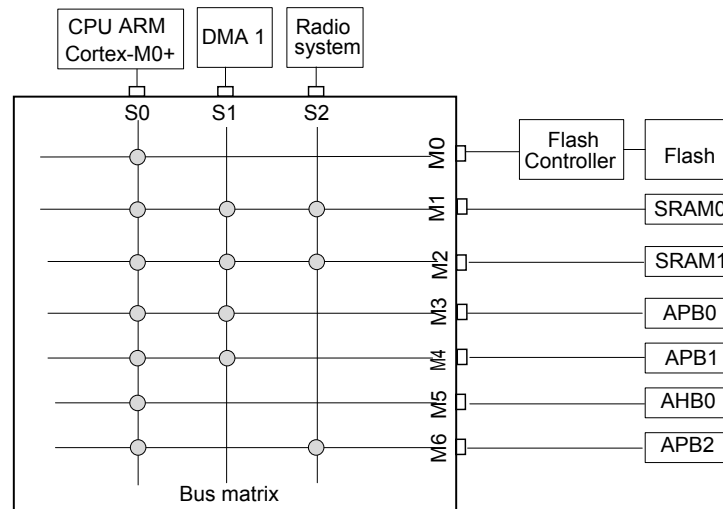 CPU ARM
Cortex-M0+
DMA 1
Radio
system
S0
S1
S2
M0
Flash
Controller
Flash
M1
SRAM0
M2
SRAM1
M3
APB0
M4
APB1
M5
AHB0
M6
APB2
Bus matrix